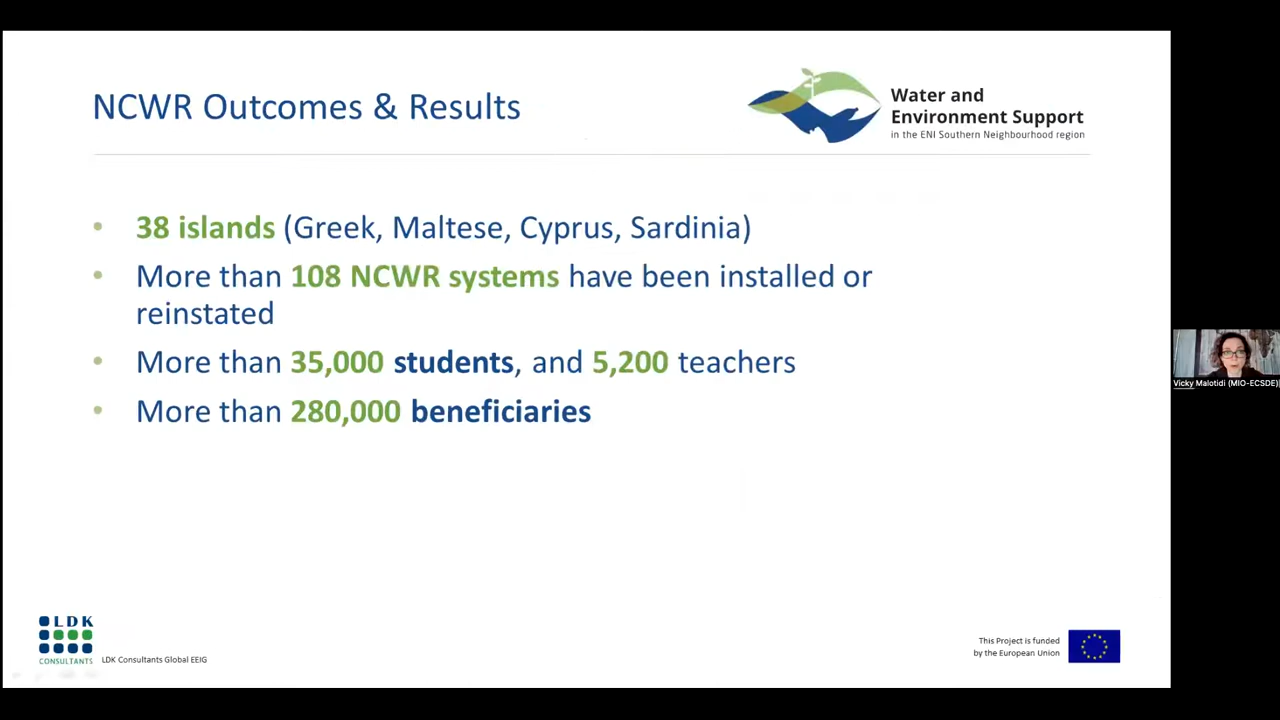 NCWR Outcomes & Results
Water and
Environment Support
in the ENI Southern Neighbourhood region
• 38 islands (Greek, Maltese, Cyprus, Sardinia)
• More than 108 NCWR systems have been installed or
reinstated
• More than 35,000 students, and 5,200 teachers
• More than 280,000 beneficiaries
Vicky Malotidi (MIO-ECSDE)
LDK
CONSULTANTS
LDK Consultants Global EEIG
This Project is funded
by the European Union